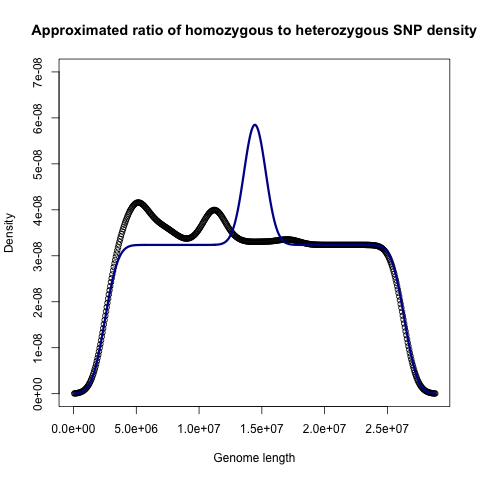 Approximated ratio of homozygous to heterozygous SNP density
7e-08
6e-08
5e-08
4e-08
3e-08
2e-08
1e-08
0e+00
Density
0.0e+00 5.0e+06 1.0e+07 1.5e+07 2.0e+07 2.5e+07
Genome length